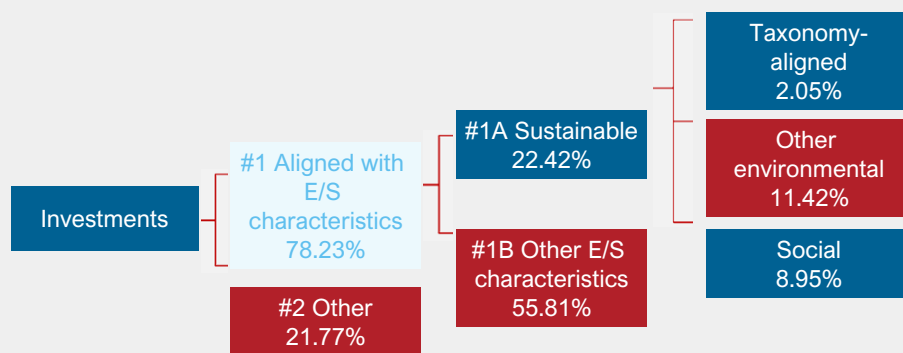 Investments
#1 Aligned with
E/S
characteristics
78.23%
#2 Other
21.77%
#1A Sustainable
22.42%
#1B Other E/S
characteristics
55.81%
Taxonomy-
aligned
2.05%
Other
environmental
11.42%
Social
8.95%